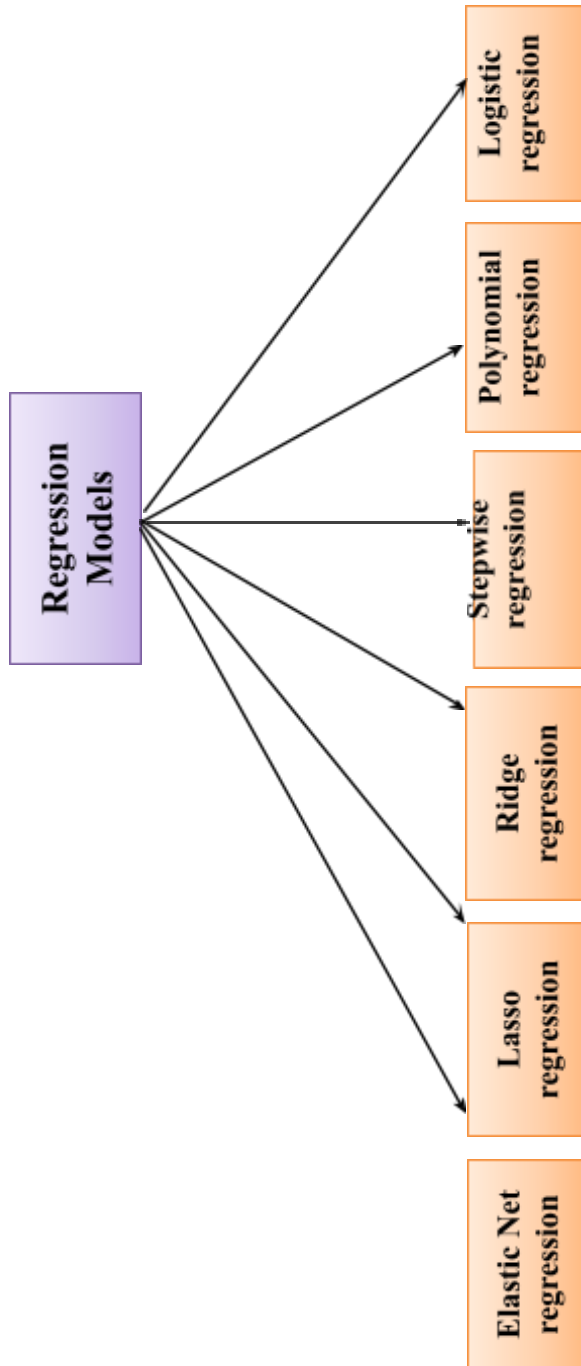 Regression
Models
Elastic Net
regression
Lasso
regression
Ridge
regression
Stepwise
regression
Polynomial
regression
Logistic
regression